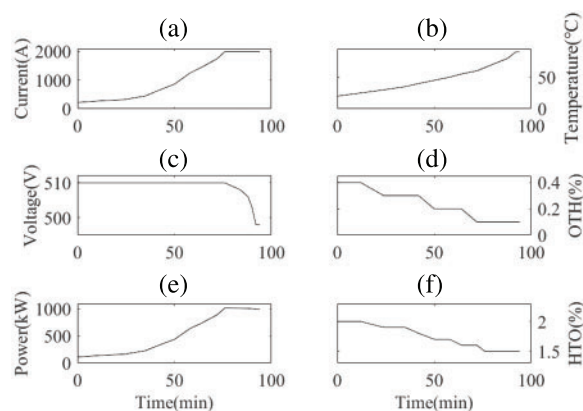 (a) (b)
Current(A) 2000 1000 0 0 50 100
Temperature(°C) 50 0 50 100
(c) (d)
Voltage(V) 510 500 0 50 100
OTH(%) 0.4 0.2 0 0 50 100
(e) (f)
Power(kW) 1000 500 0 0 50 100
HTO(%) 2 1.5 0 50 100
Time(min) Time(min)